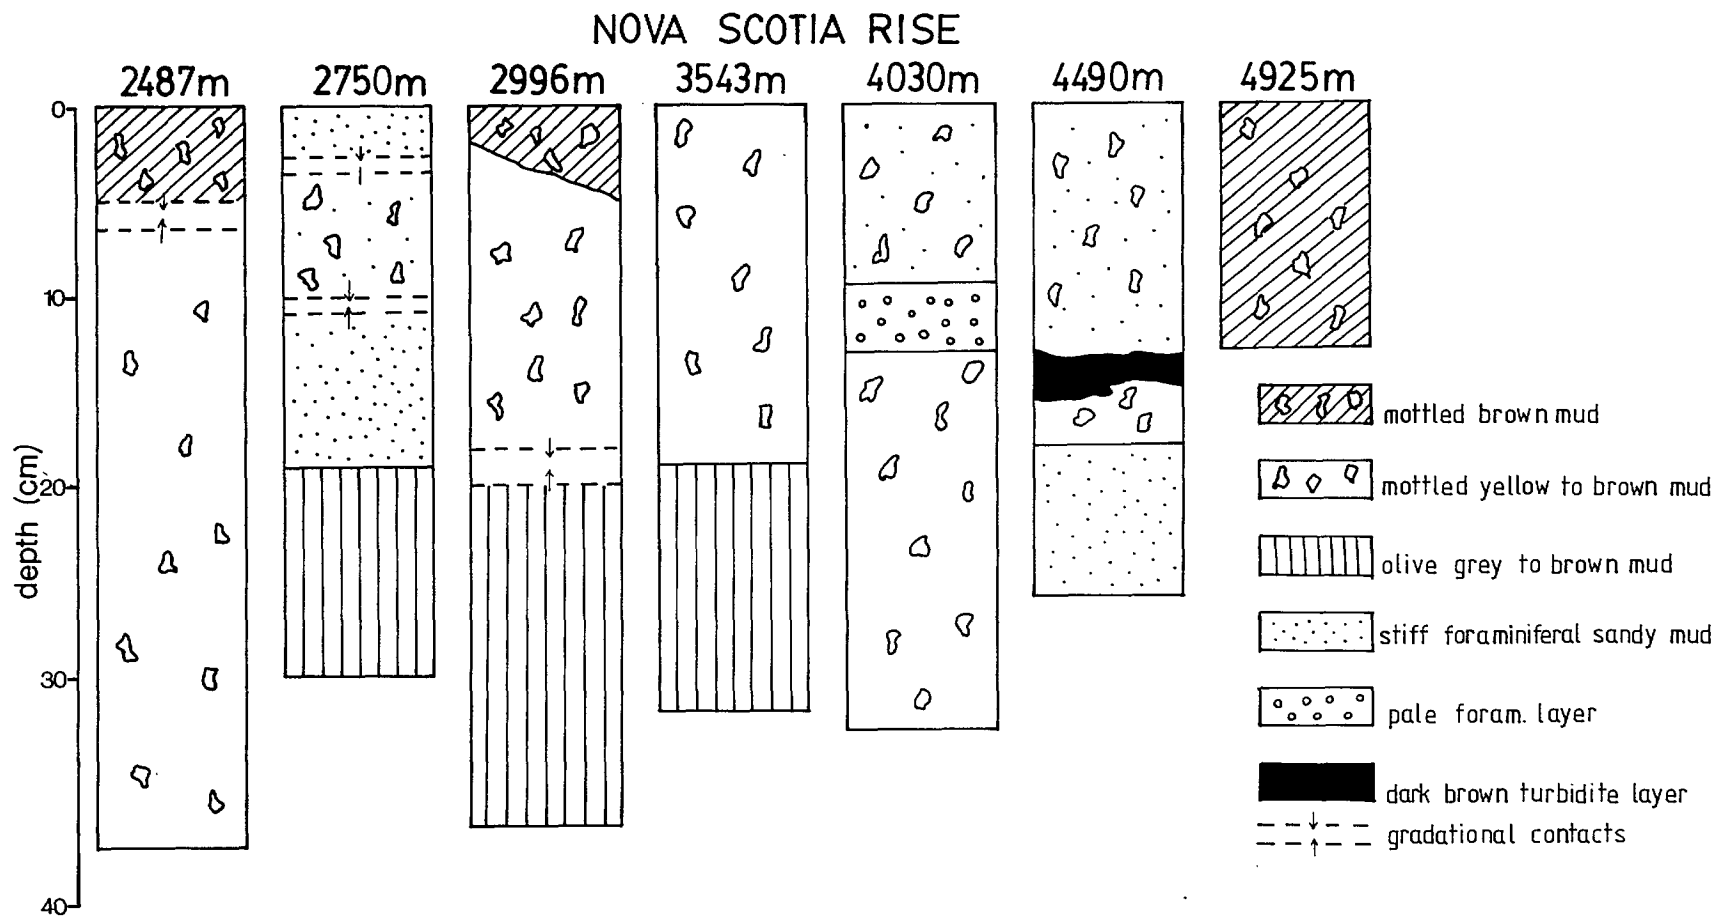 NOVA SCOTIA RISE
2487m 2750m 2996m 3543m 4030m 4490m 4925m
0
10
20
30
40
depth (cm)
mottled brown mud
mottled yellow to brown mud
olive grey to brown mud
stiff foraminiferal sandy mud
pale foram. layer
dark brown turbidite layer
gradational contacts